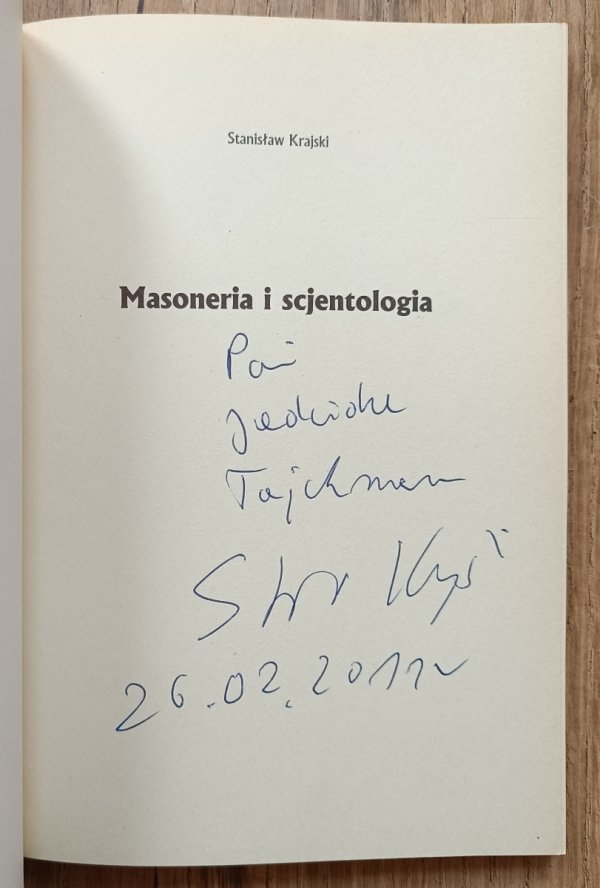 Stanisław Krajski
Masoneria i scjentologia
Pani
Jadwidze
Tajchman
26.02.2011r